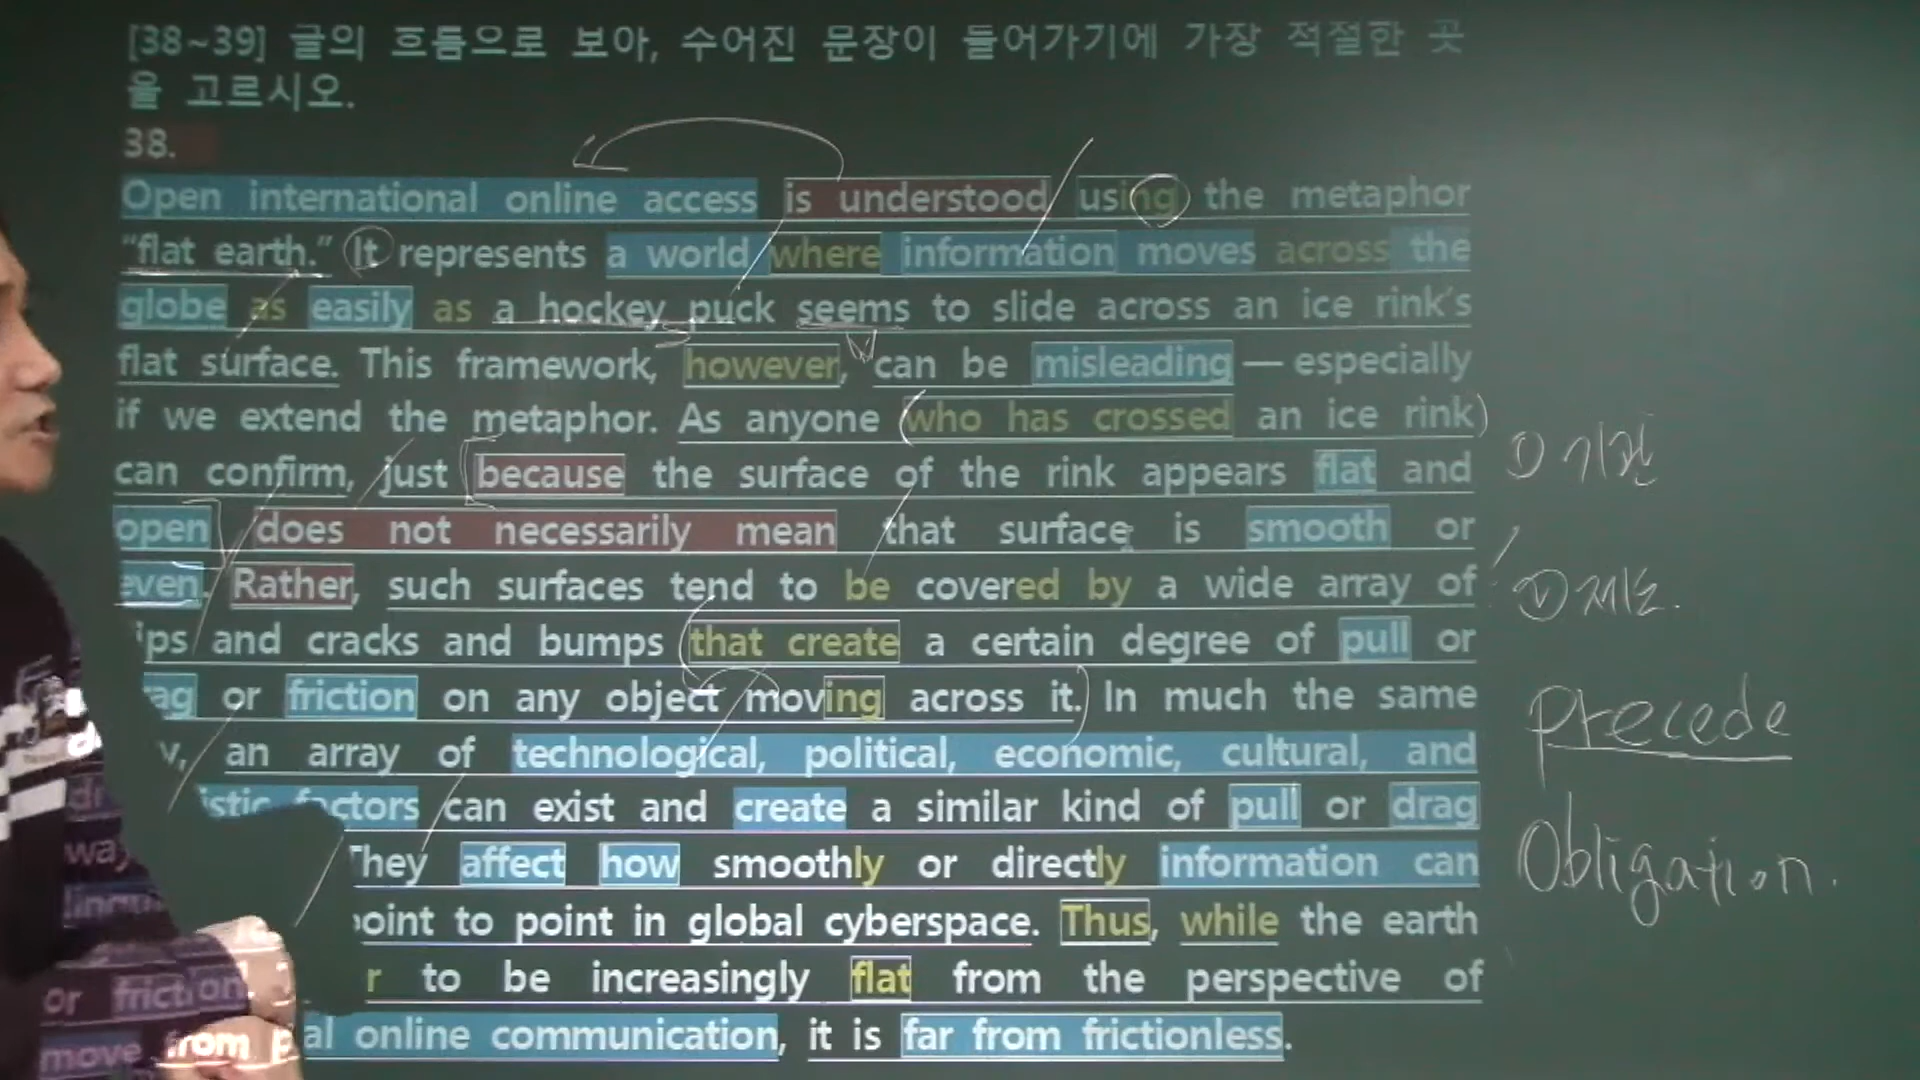 [38~39] 글의 흐름으로 보아, 수어진 문장이 들어가기에 가장 적절한 곳
을 고르시오.
38.
Open international online access is understood using the metaphor
“flat earth.” It represents a world where information moves across the
globe as easily as a hockey puck seems to slide across an ice rink’s
flat surface. This framework, however, can be misleading — especially
if we extend the metaphor. As anyone who has crossed an ice rink
can confirm, just because the surface of the rink appears flat and
open does not necessarily mean that surface is smooth or
even. Rather, such surfaces tend to be covered by a wide array of
ips and cracks and bumps that create a certain degree of pull or
ag or friction on any object moving across it. In much the same
y, an array of technological, political, economic, cultural, and
istic factors can exist and create a similar kind of pull or drag
They affect how smoothly or directly information can
point to point in global cyberspace. Thus, while the earth
r to be increasingly flat from the perspective of
al online communication, it is far from frictionless.
precede
Obligation.
way
lingu
or friction.
move from p